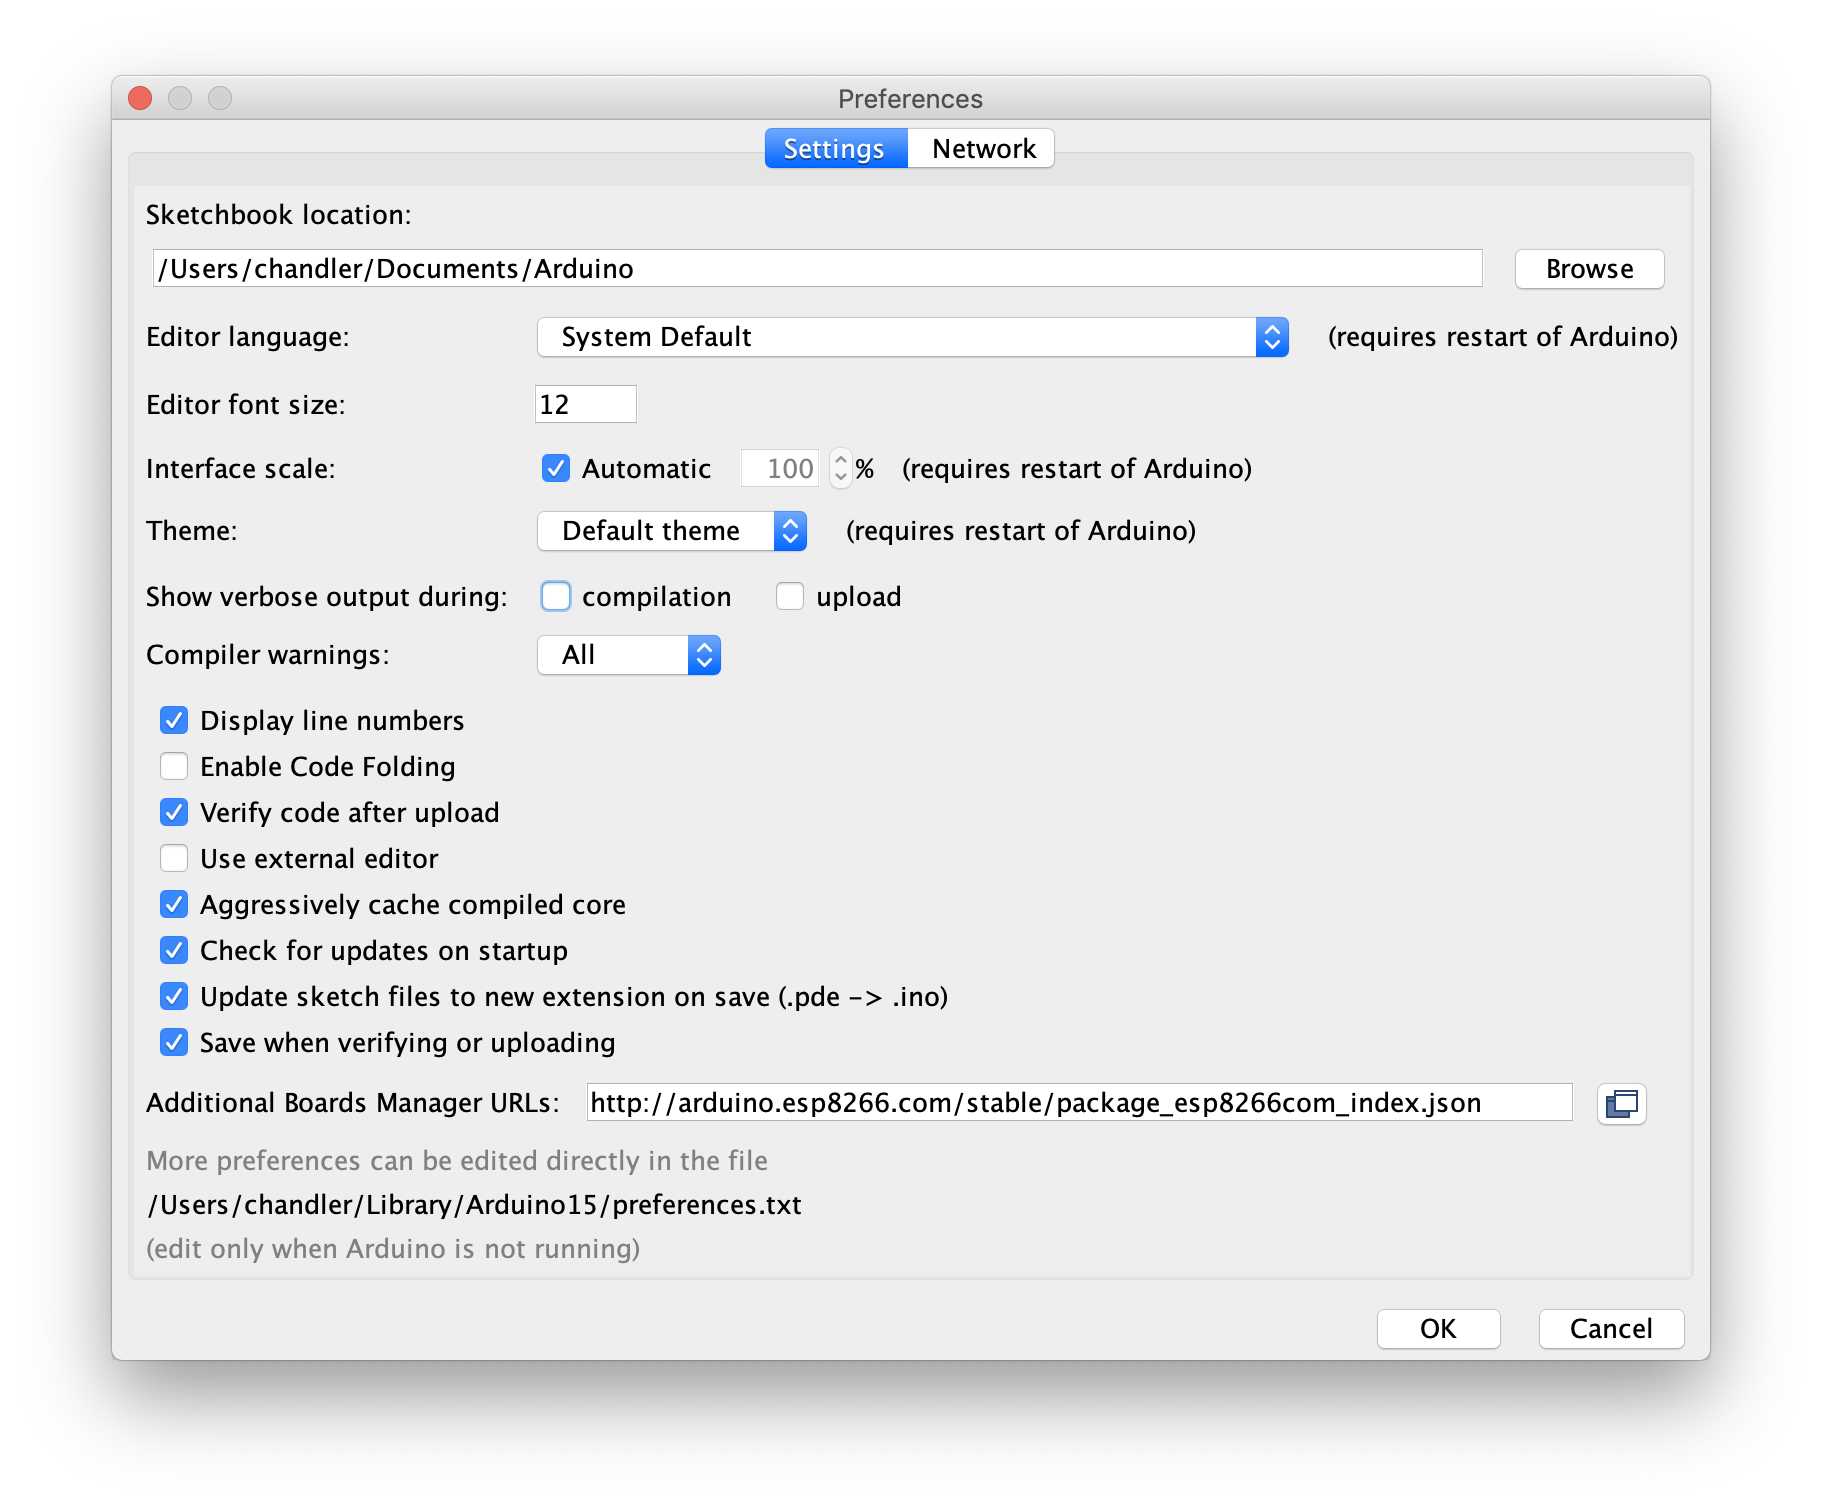 Preferences
Settings Network
Sketchbook location:
/Users/chandler/Documents/Arduino Browse
Editor language: System Default (requires restart of Arduino)
Editor font size: 12
Interface scale: Automatic 100 % (requires restart of Arduino)
Theme: Default theme (requires restart of Arduino)
Show verbose output during: compilation upload
Compiler warnings: All
Display line numbers
Enable Code Folding
Verify code after upload
Use external editor
Aggressively cache compiled core
Check for updates on startup
Update sketch files to new extension on save (.pde -> .ino)
Save when verifying or uploading
Additional Boards Manager URLs: http://arduino.esp8266.com/stable/package_esp8266com_index.json
More preferences can be edited directly in the file
/Users/chandler/Library/Arduino15/preferences.txt
(edit only when Arduino is not running)
OK Cancel